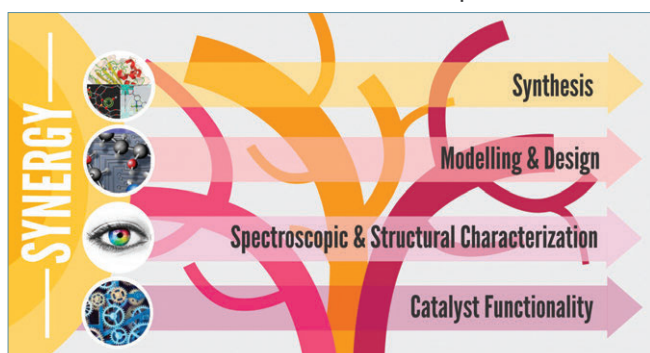 SYNERGY
Synthesis
Modelling & Design
Spectroscopic & Structural Characterization
Catalyst Functionality